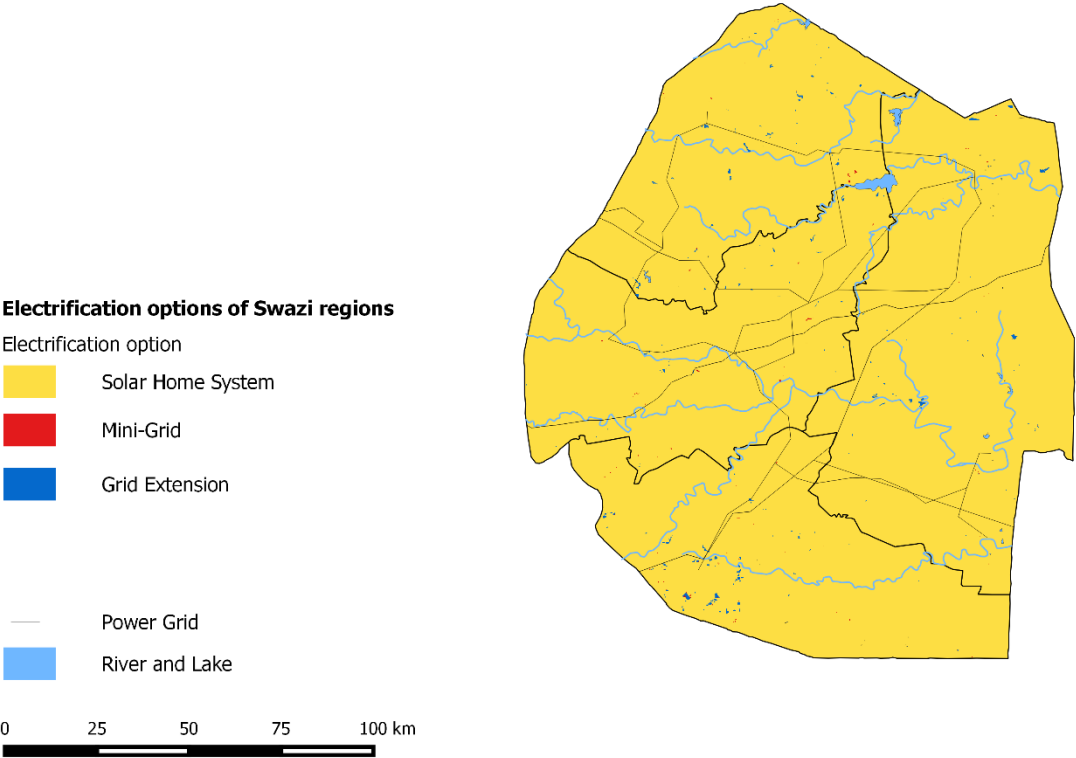 Electrification options of Swazi regions
Electrification option
Solar Home System
Mini-Grid
Grid Extension
Power Grid
River and Lake
0 25 50 75 100 km